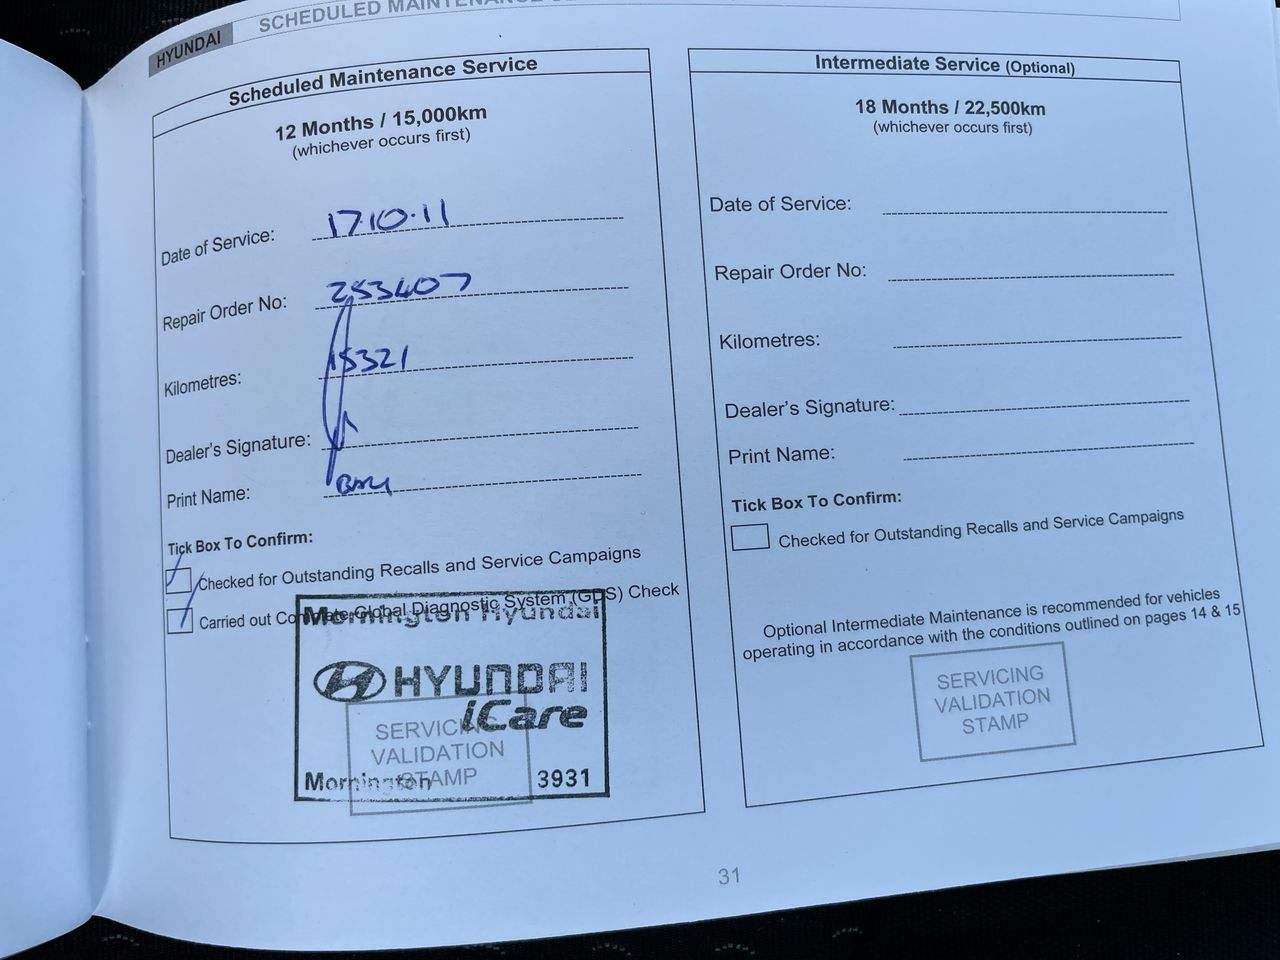 HYUNDAI
SCHEDULED MAINTENANCE
Scheduled Maintenance Service
12 Months / 15,000km
(whichever occurs first)
Date of Service: 17.10.11
Repair Order No: 253407
Kilometres: 15321
Dealer's Signature:
Print Name:
Tick Box To Confirm:
Checked for Outstanding Recalls and Service Campaigns
Carried out Complete Global Diagnostic System (GDS) Check
Mornington Hyundai
HYUNDAI
iCare
SERVICING
VALIDATION
STAMP
Mornington 3931
Intermediate Service (Optional)
18 Months / 22,500km
(whichever occurs first)
Date of Service:
Repair Order No:
Kilometres:
Dealer's Signature:
Print Name:
Tick Box To Confirm:
Checked for Outstanding Recalls and Service Campaigns
Optional Intermediate Maintenance is recommended for vehicles
operating in accordance with the conditions outlined on pages 14 & 15
SERVICING
VALIDATION
STAMP
31